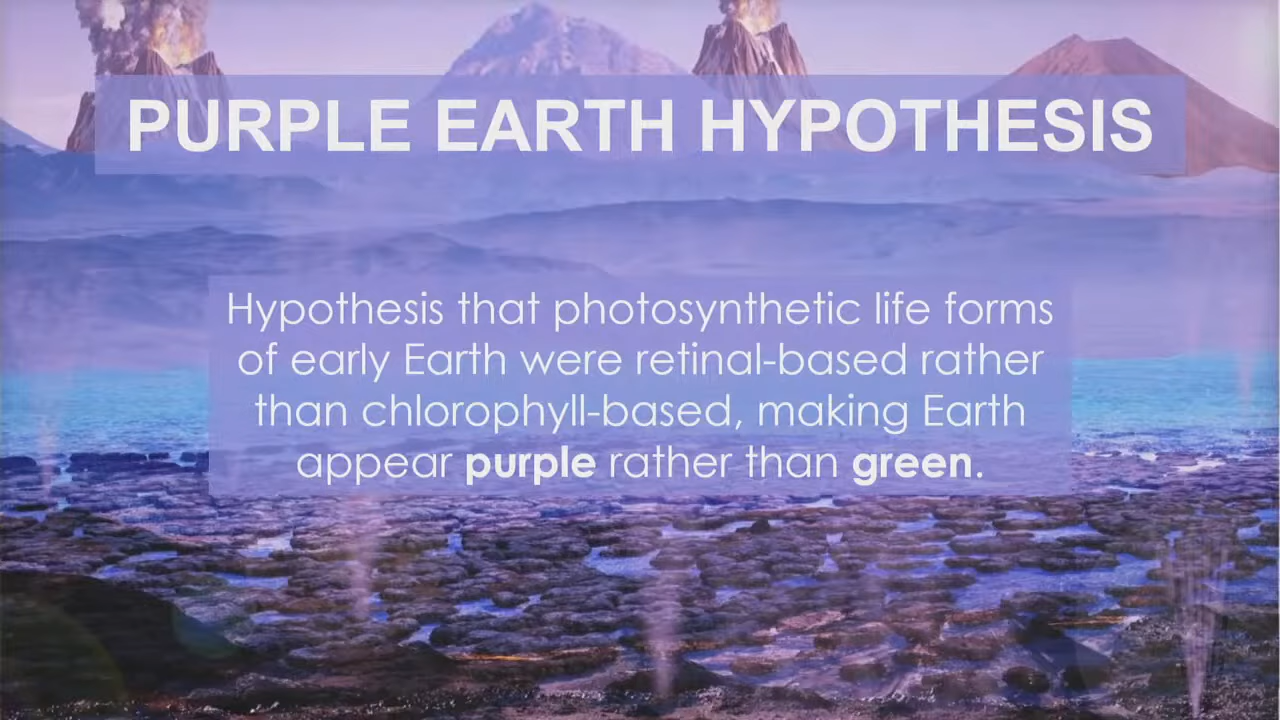 PURPLE EARTH HYPOTHESIS
Hypothesis that photosynthetic life forms
of early Earth were retinal-based rather
than chlorophyll-based, making Earth
appear purple rather than green.